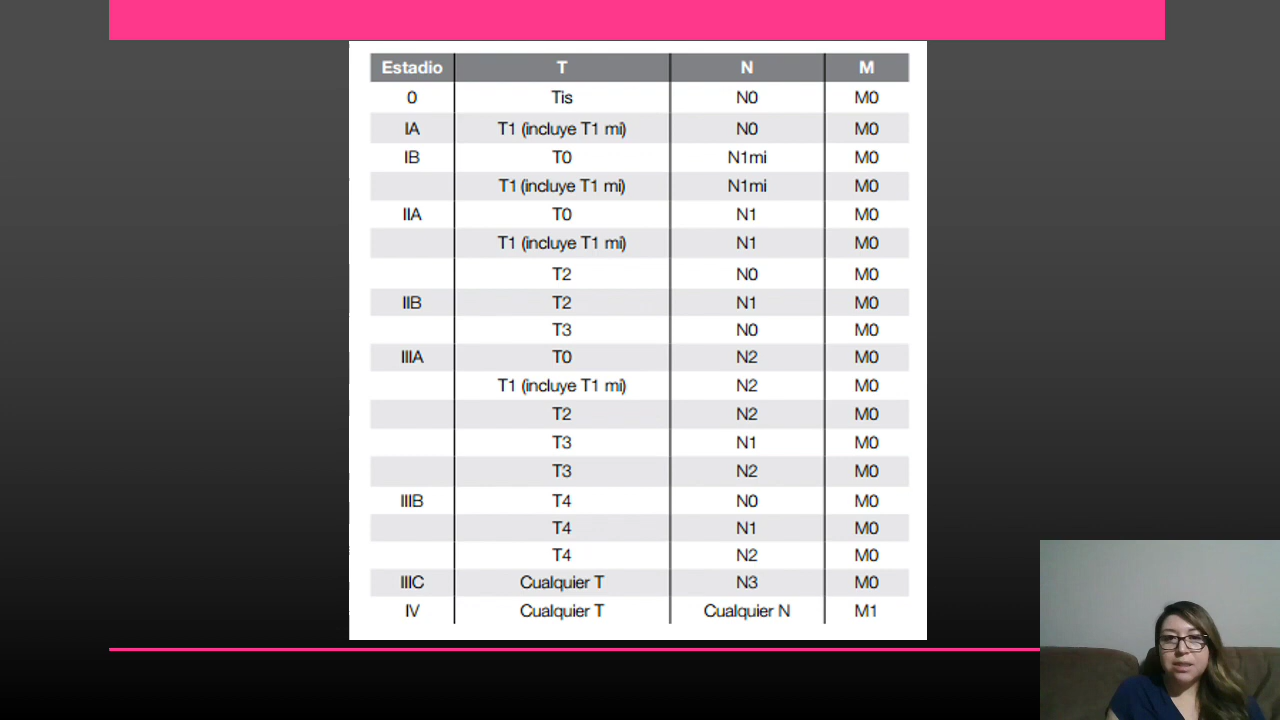 Estadio T N M
0 Tis N0 M0
IA T1 (incluye T1 mi) N0 M0
IB T0 N1mi M0
T1 (incluye T1 mi) N1mi M0
IIA T0 N1 M0
T1 (incluye T1 mi) N1 M0
T2 N0 M0
IIB T2 N1 M0
T3 N0 M0
IIIA T0 N2 M0
T1 (incluye T1 mi) N2 M0
T2 N2 M0
T3 N1 M0
T3 N2 M0
IIIB T4 N0 M0
T4 N1 M0
T4 N2 M0
IIIC Cualquier T N3 M0
IV Cualquier T Cualquier N M1